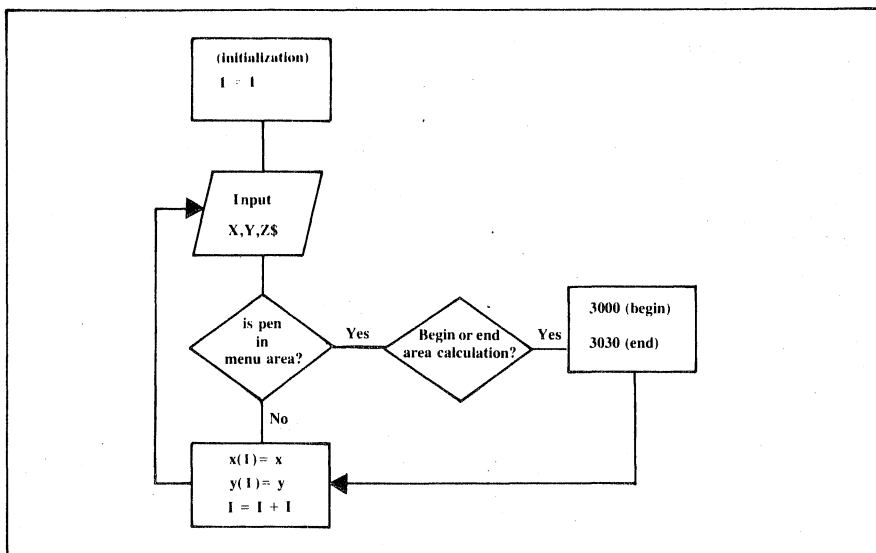 (initialization)
I = 1
Input
X,Y,Z$
is pen
in
menu area?
Yes
Begin or end
area calculation?
Yes
3000 (begin)
3030 (end)
No
x(I) = x
y(I) = y
I = I + I